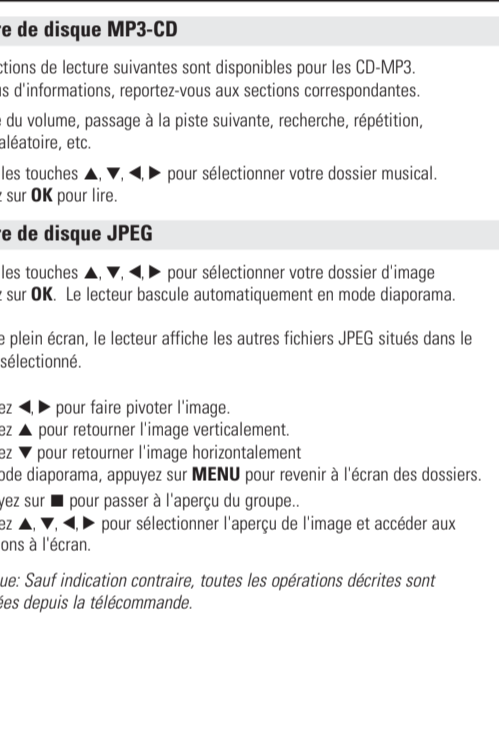 re de disque MP3-CD
ctions de lecture suivantes sont disponibles pour les CD-MP3.
us d'informations, reportez-vous aux sections correspondantes.
e du volume, passage à la piste suivante, recherche, répétition,
aléatoire, etc.
les touches ▲, ▼, ◀, ▶ pour sélectionner votre dossier musical.
z sur OK pour lire.
re de disque JPEG
les touches ▲, ▼, ◀, ▶ pour sélectionner votre dossier d'image
z sur OK. Le lecteur bascule automatiquement en mode diaporama.
e plein écran, le lecteur affiche les autres fichiers JPEG situés dans le
sélectionné.
ez ◀, ▶ pour faire pivoter l'image.
ez ▲ pour retourner l'image verticalement.
ez ▼ pour retourner l'image horizontalement
ode diaporama, appuyez sur MENU pour revenir à l'écran des dossiers.
yez sur ■ pour passer à l'aperçu du groupe..
ez ▲, ▼, ◀, ▶ pour sélectionner l'aperçu de l'image et accéder aux
ons à l'écran.
ue: Sauf indication contraire, toutes les opérations décrites sont
ées depuis la télécommande.